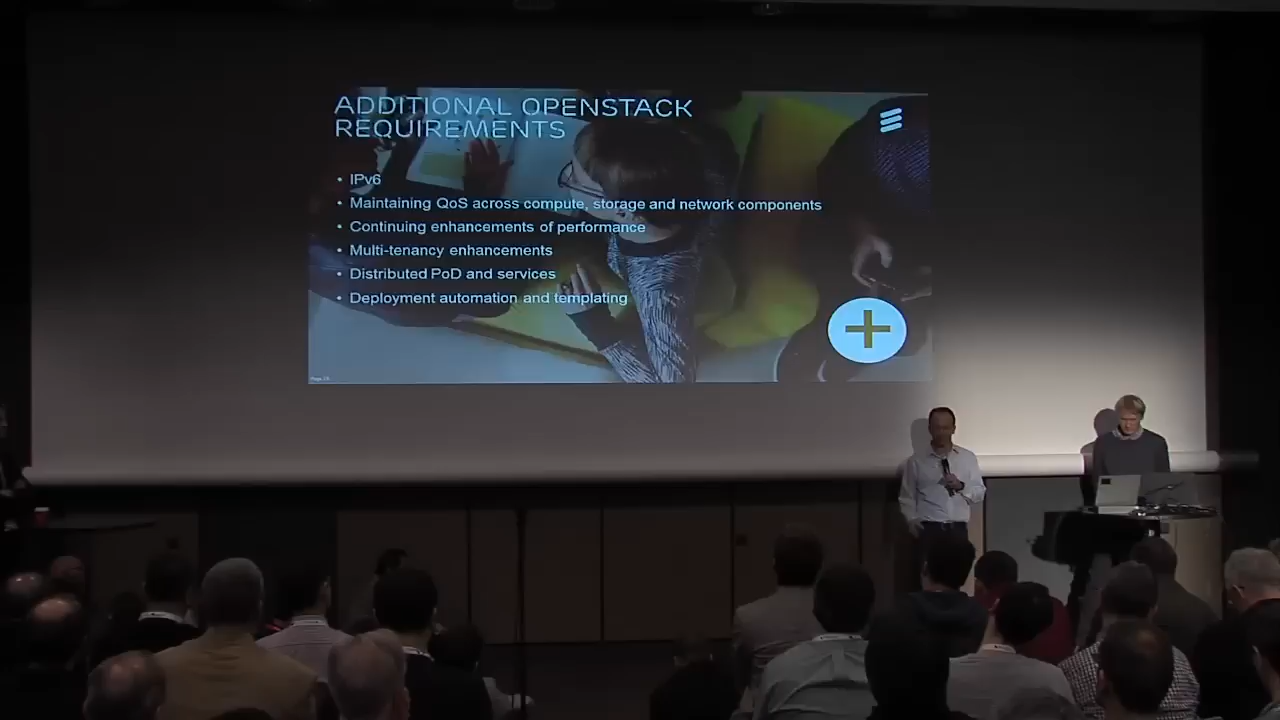 ADDITIONAL OPENSTACK
REQUIREMENTS
• IPv6
• Maintaining QoS across compute, storage and network components
• Continuing enhancements of performance
• Multi-tenancy enhancements
• Distributed PoD and services
• Deployment automation and templating